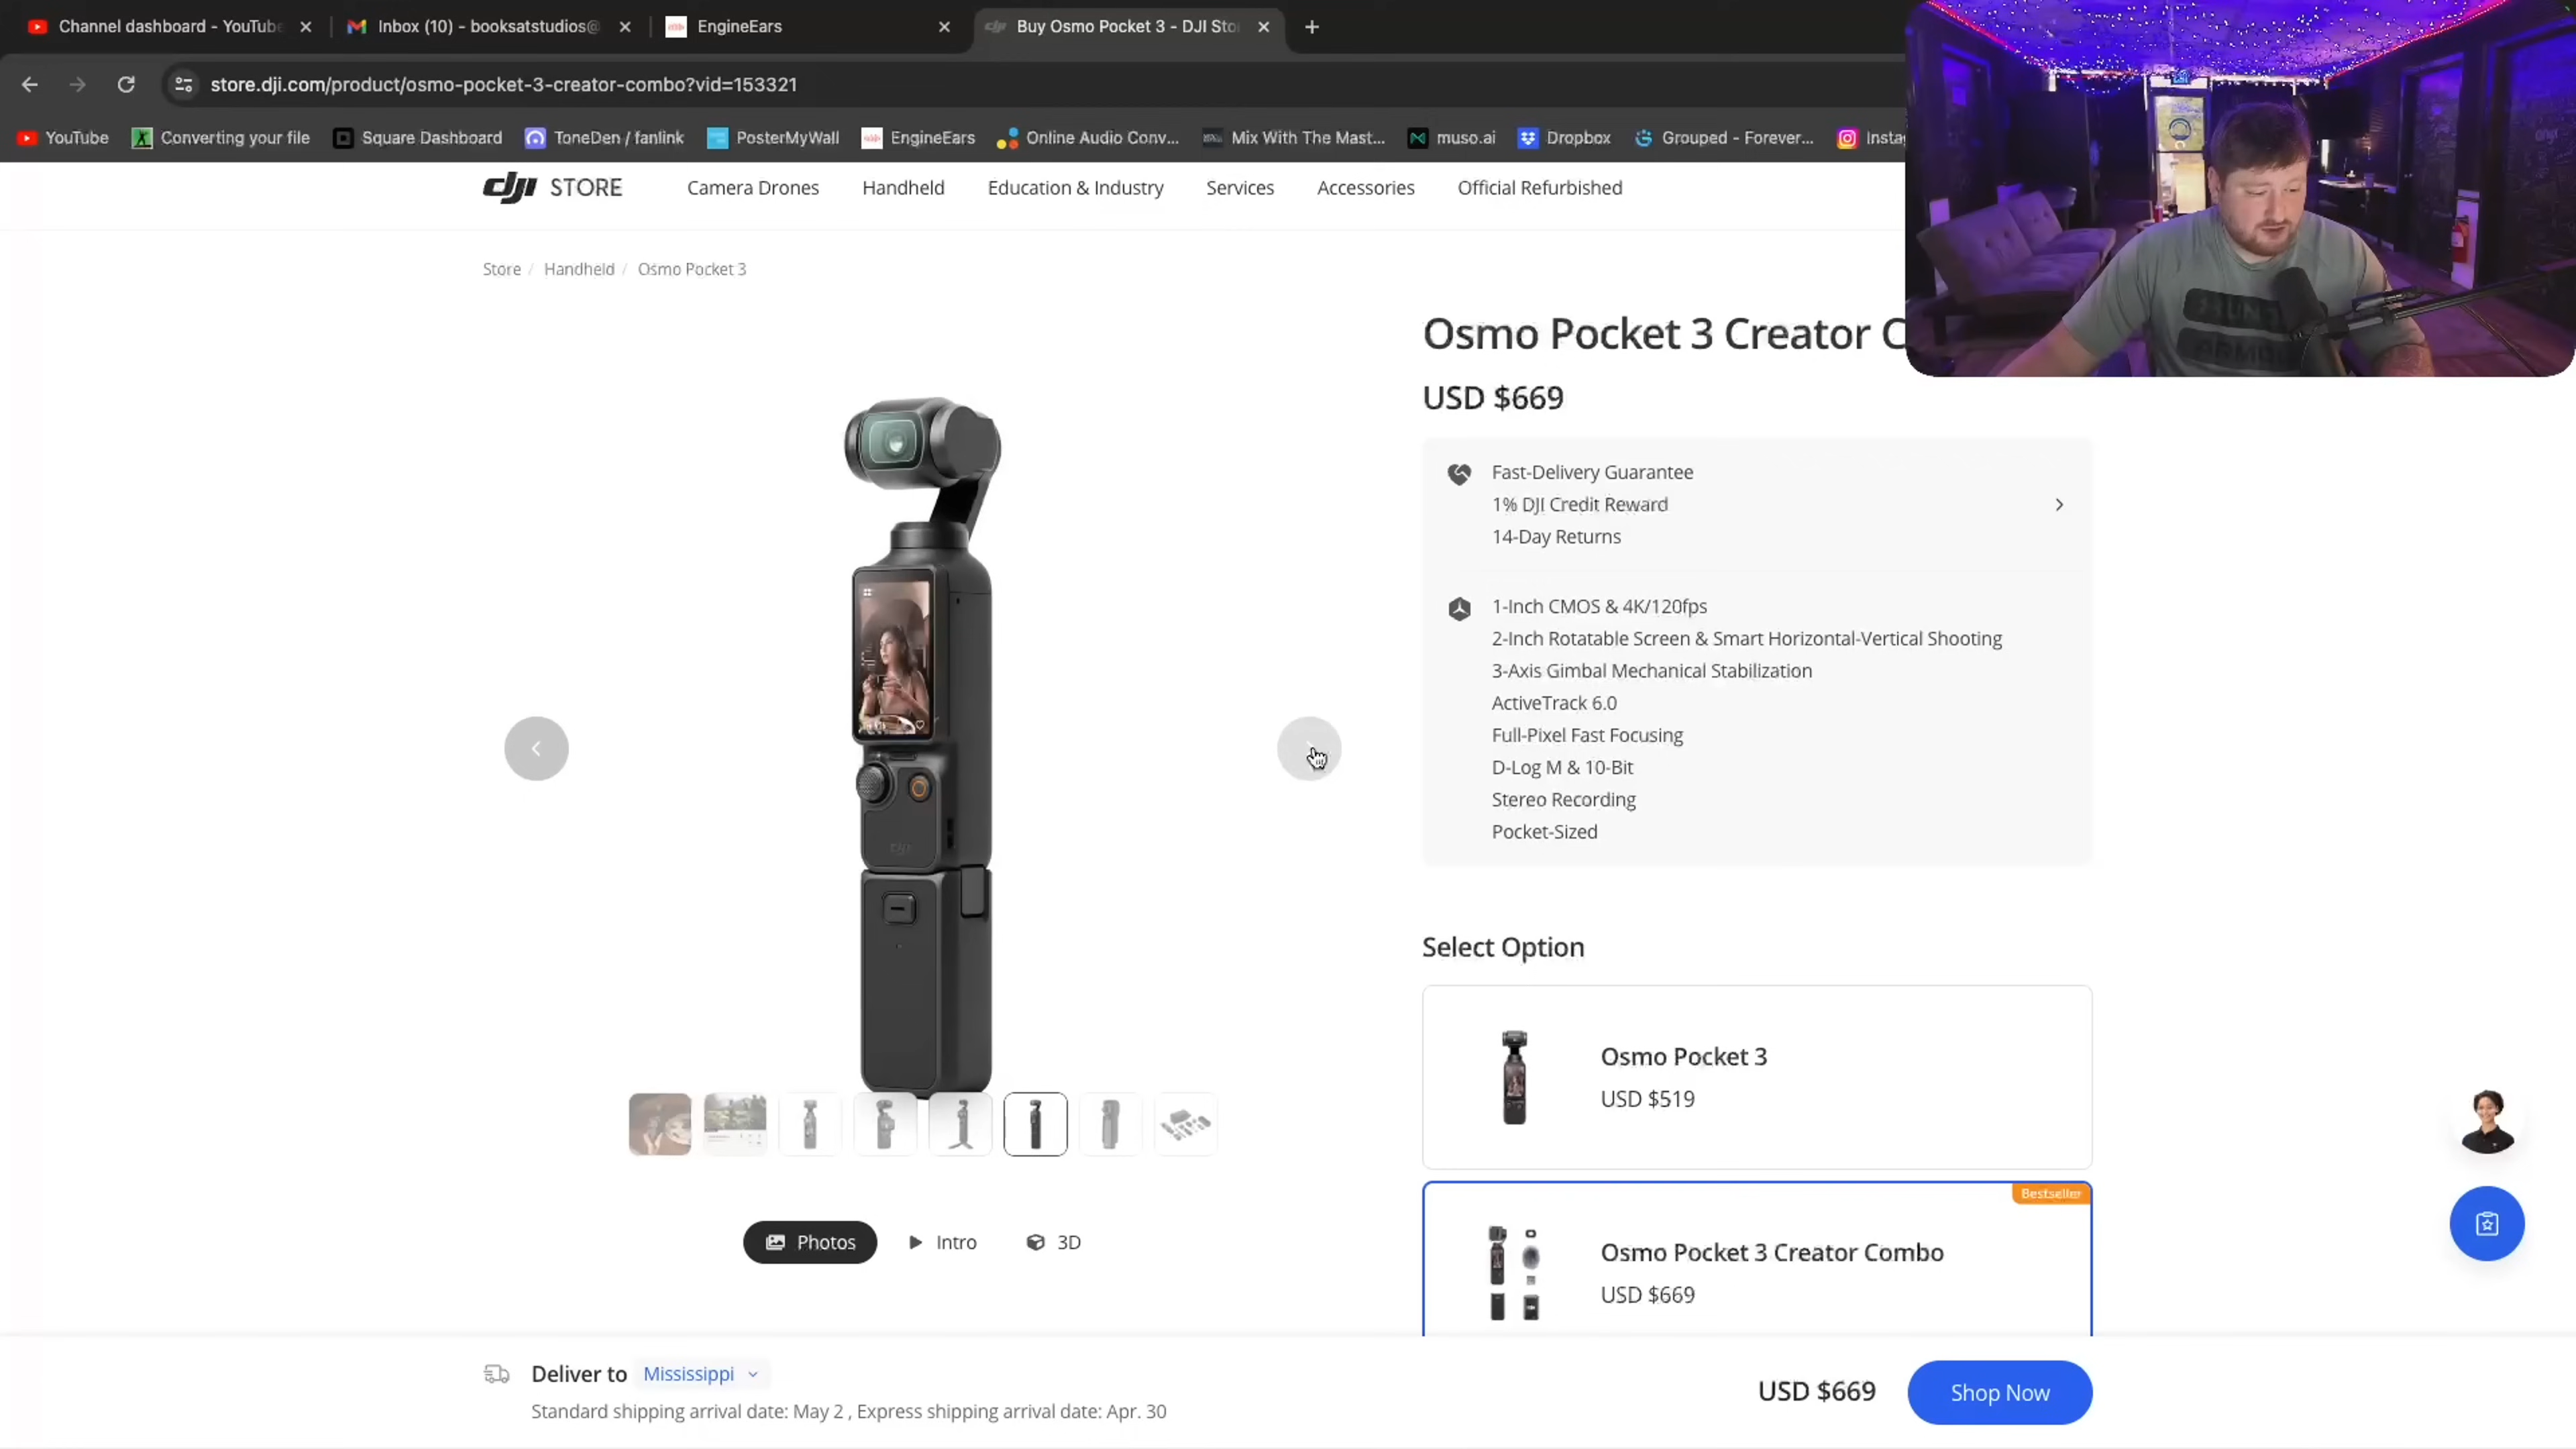 Channel dashboard - YouTube
Inbox (10) - booksatstudios@
EngineEars
Buy Osmo Pocket 3 - DJI Sto
store.dji.com/product/osmo-pocket-3-creator-combo?vid=153321
YouTube
Converting your file
Square Dashboard
ToneDen / fanlink
PosterMyWall
EngineEars
Online Audio Conv...
Mix With The Mast...
muso.ai
Dropbox
Grouped - Forever...
Insta
dji STORE
Camera Drones
Handheld
Education & Industry
Services
Accessories
Official Refurbished
Store / Handheld / Osmo Pocket 3
Osmo Pocket 3 Creator C
USD $669
Fast-Delivery Guarantee
1% DJI Credit Reward
14-Day Returns
1-Inch CMOS & 4K/120fps
2-Inch Rotatable Screen & Smart Horizontal-Vertical Shooting
3-Axis Gimbal Mechanical Stabilization
ActiveTrack 6.0
Full-Pixel Fast Focusing
D-Log M & 10-Bit
Stereo Recording
Pocket-Sized
Select Option
Osmo Pocket 3
USD $519
Bestseller
Osmo Pocket 3 Creator Combo
USD $669
Photos
Intro
3D
Deliver to Mississippi
Standard shipping arrival date: May 2 , Express shipping arrival date: Apr. 30
USD $669
Shop Now